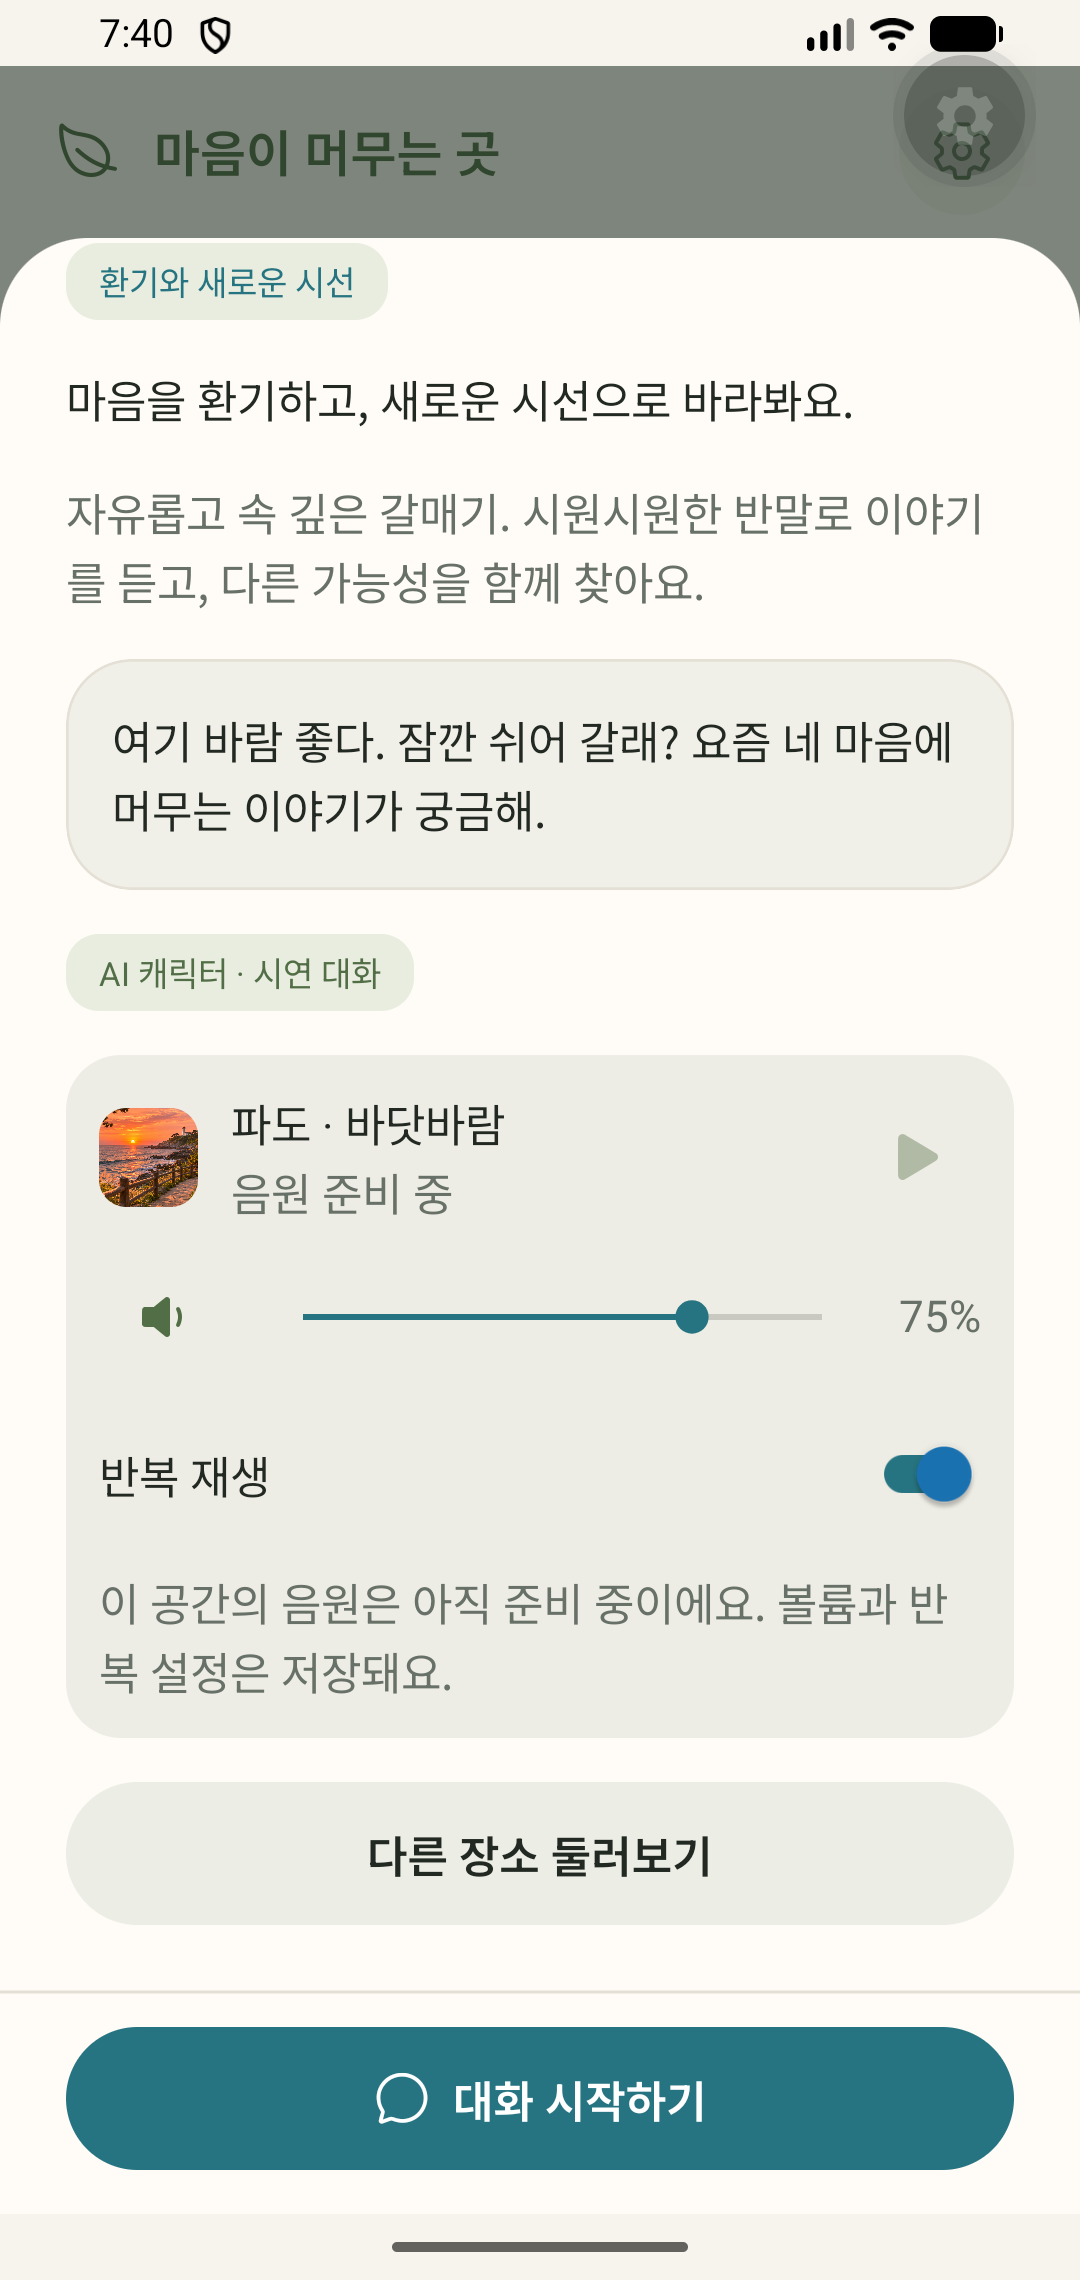 7:40
마음이 머무는 곳
환기와 새로운 시선
마음을 환기하고, 새로운 시선으로 바라봐요.
자유롭고 속 깊은 갈매기. 시원시원한 반말로 이야기
를 듣고, 다른 가능성을 함께 찾아요.
여기 바람 좋다. 잠깐 쉬어 갈래? 요즘 네 마음에
머무는 이야기가 궁금해.
AI 캐릭터 · 시연 대화
파도 · 바닷바람
음원 준비 중
75%
반복 재생
이 공간의 음원은 아직 준비 중이에요. 볼륨과 반
복 설정은 저장돼요.
다른 장소 둘러보기
대화 시작하기